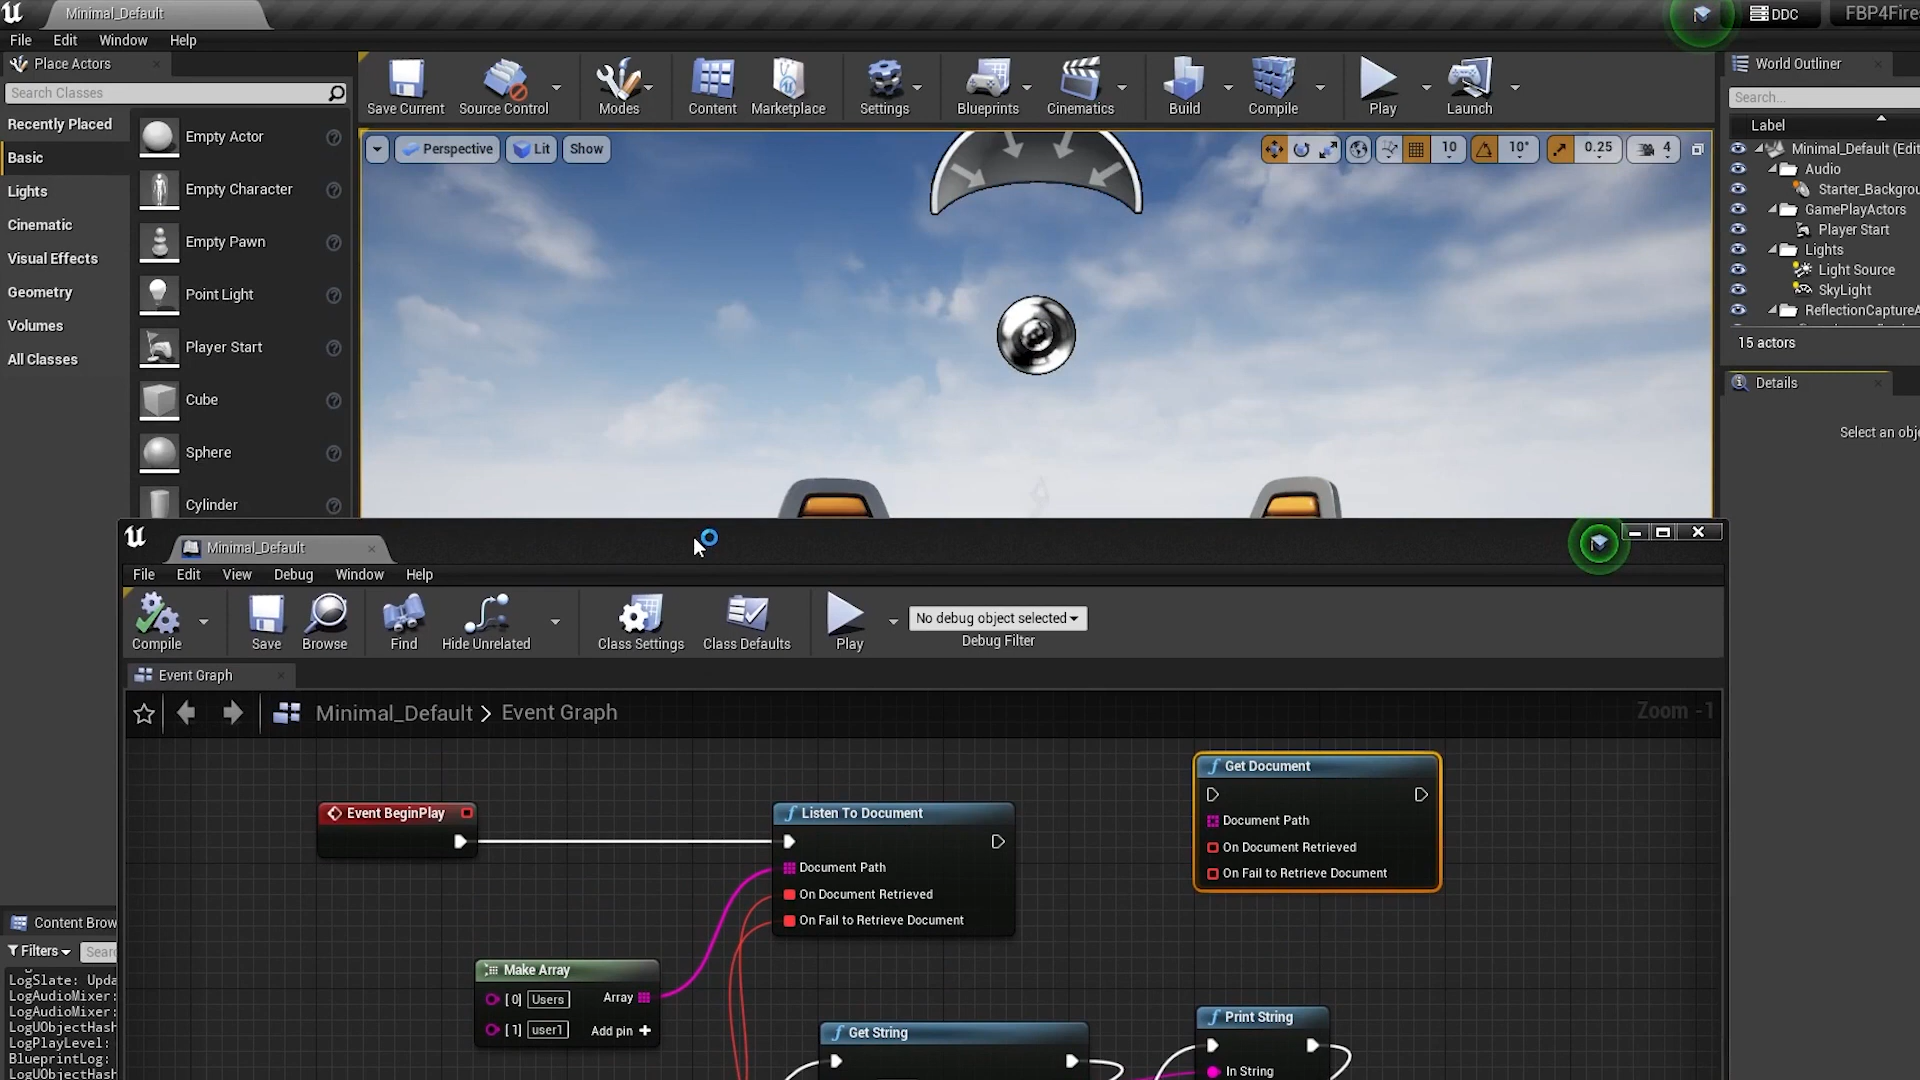 Minimal_Default
DDC
FBP4Fire
File Edit Window Help
Place Actors
Search Classes
Recently Placed
Basic
Lights
Cinematic
Visual Effects
Geometry
Volumes
All Classes
Empty Actor
Empty Character
Empty Pawn
Point Light
Player Start
Cube
Sphere
Cylinder
Save Current
Source Control
Modes
Content
Marketplace
Settings
Blueprints
Cinematics
Build
Compile
Play
Launch
Perspective
Lit
Show
10
10°
0.25
4
World Outliner
Search...
Label
Minimal_Default (Edit
Audio
Starter_Backgrou
GamePlayActors
Player Start
Lights
Light Source
SkyLight
ReflectionCaptureA
15 actors
Details
Select an obje
Minimal_Default
File Edit View Debug Window Help
Compile
Save
Browse
Find
Hide Unrelated
Class Settings
Class Defaults
Play
No debug object selected
Debug Filter
Event Graph
Minimal_Default > Event Graph
Zoom -1
Event BeginPlay
Listen To Document
Document Path
On Document Retrieved
On Fail to Retrieve Document
Get Document
Document Path
On Document Retrieved
On Fail to Retrieve Document
Make Array
[0] Users Array
[1] user1 Add pin +
Get String
Print String
In String
Content Brow
Filters
Sear
LogSlate: Upda
LogAudioMixer:
LogAudioMixer:
LogUObjectHash
LogPlayLevel:
BlueprintLog:
LogUObjectHash